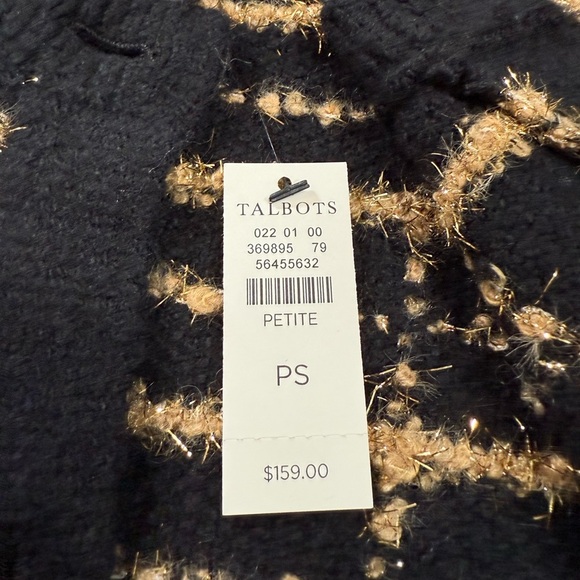 TALBOTS
022 01 00
369895 79
56455632
PETITE
PS
$159.00